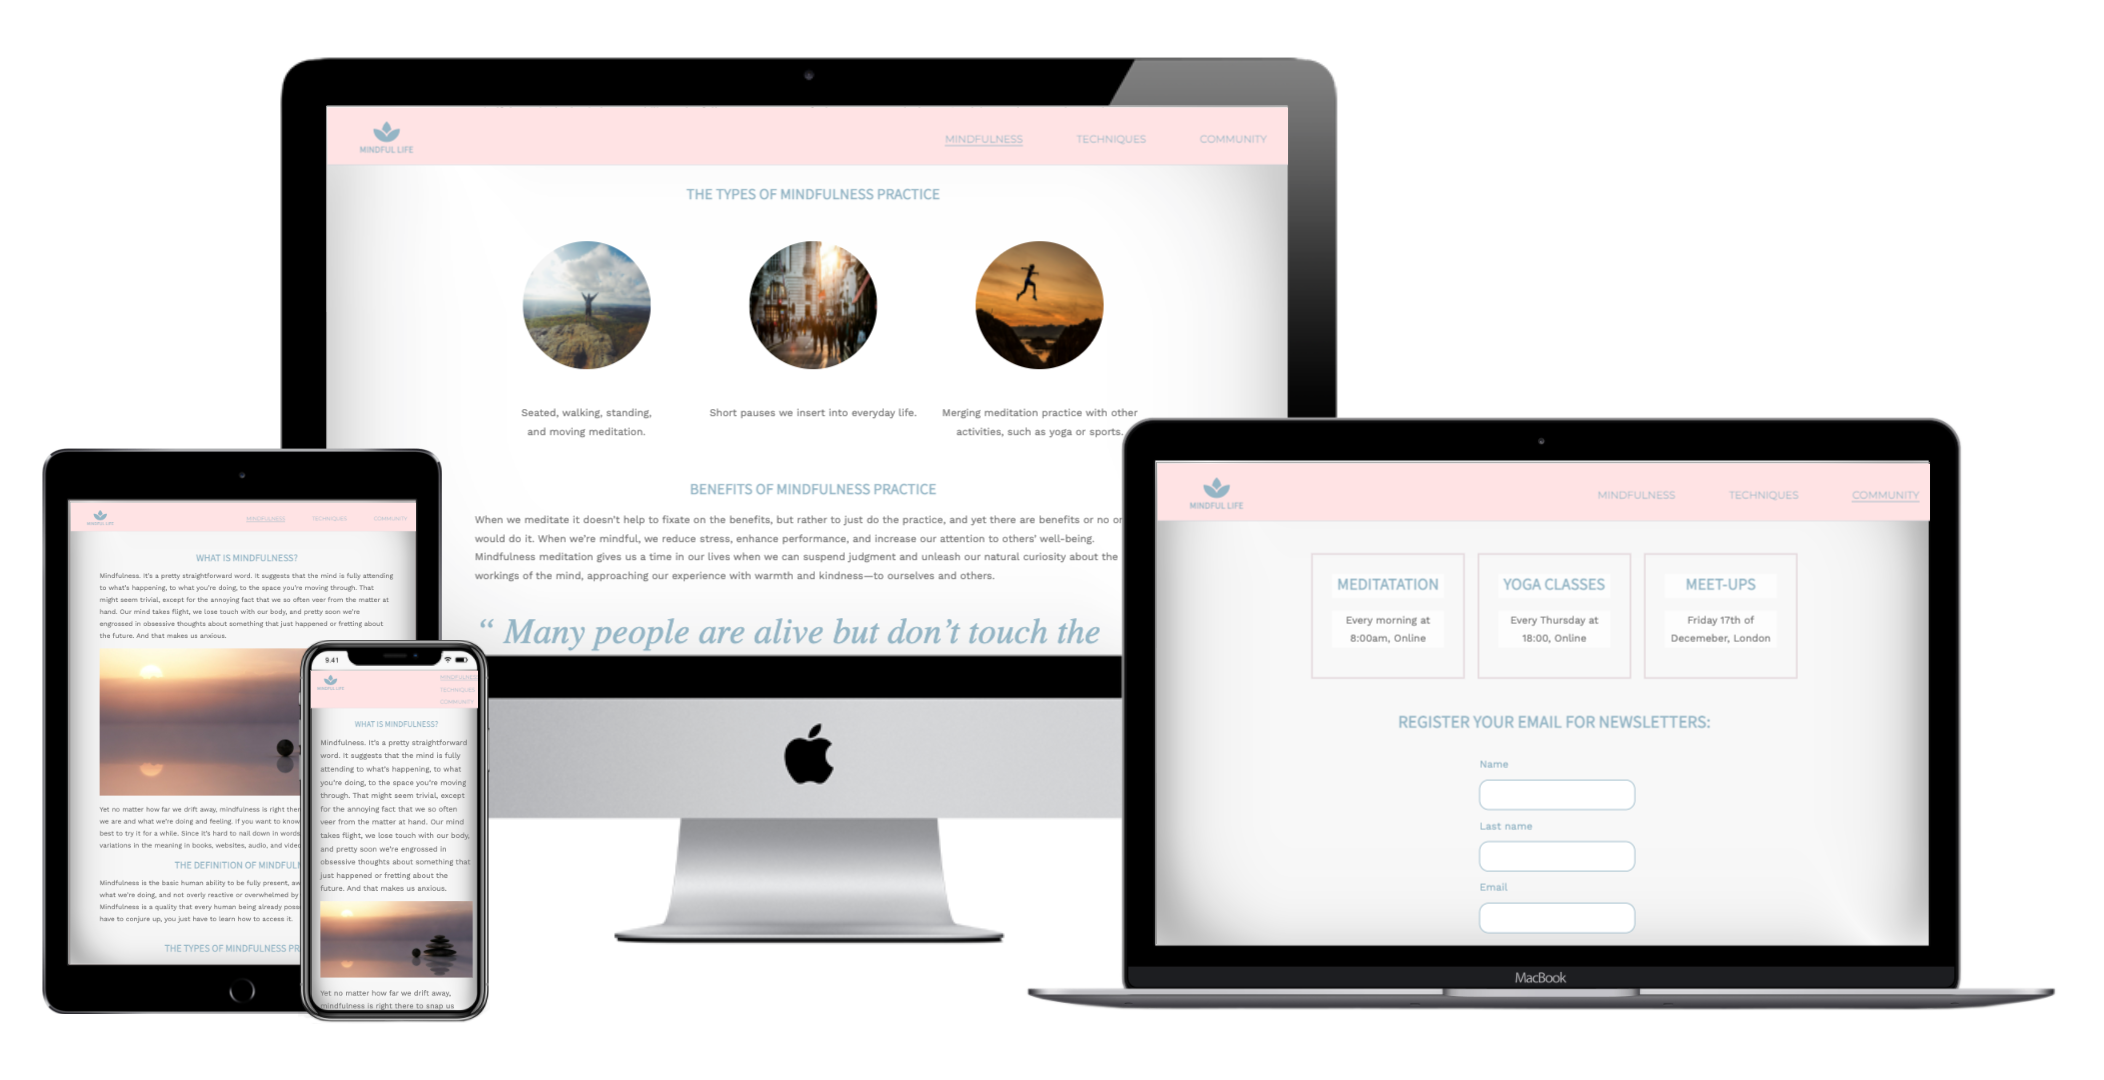 MINDFUL LIFE
MINDFULNESS
TECHNIQUES
COMMUNITY
THE TYPES OF MINDFULNESS PRACTICE
Seated, walking, standing,
and moving meditation.
Short pauses we insert into everyday life.
Merging meditation practice with other
activities, such as yoga or sports.
BENEFITS OF MINDFULNESS PRACTICE
When we meditate it doesn't help to fixate on the benefits, but rather to just do the practice, and yet there are benefits or no
would do it. When we're mindful, we reduce stress, enhance performance, and increase our attention to others' well-being.
Mindfulness meditation gives us a time in our lives when we can suspend judgment and unleash our natural curiosity about the
workings of the mind, approaching our experience with warmth and kindness—to ourselves and others.
“ Many people are alive but don't touch the
MINDFUL LIFE
MINDFULNESS
TECHNIQUES
COMMUNITY
WHAT IS MINDFULNESS?
Mindfulness. It's a pretty straightforward word. It suggests that the mind is fully attending
to what's happening, to what you're doing, to the space you're moving through. That
might seem trivial, except for the annoying fact that we so often veer from the matter at
hand. Our mind takes flight, we lose touch with our body, and pretty soon we're
engrossed in obsessive thoughts about something that just happened or fretting about
the future. And that makes us anxious.
Yet no matter how far we drift away, mindfulness is right ther
we are and what we're doing and feeling. If you want to know
best to try it for a while. Since it's hard to nail down in words
variations in the meaning in books, websites, audio, and video
THE DEFINITION OF MINDFUL
Mindfulness is the basic human ability to be fully present, aw
what we're doing, and not overly reactive or overwhelmed by
Mindfulness is a quality that every human being already poss
have to conjure up, you just have to learn how to access it.
THE TYPES OF MINDFULNESS PR
9.41
MINDFUL LIFE
MINDFULNESS
TECHNIQUES
COMMUNITY
WHAT IS MINDFULNESS?
Mindfulness. It's a pretty straightforward
word. It suggests that the mind is fully
attending to what's happening, to what
you're doing, to the space you're moving
through. That might seem trivial, except
for the annoying fact that we so often
veer from the matter at hand. Our mind
takes flight, we lose touch with our body,
and pretty soon we're engrossed in
obsessive thoughts about something that
just happened or fretting about the
future. And that makes us anxious.
Yet no matter how far we drift away,
mindfulness is right there to snap us
MINDFUL LIFE
MINDFULNESS
TECHNIQUES
COMMUNITY
MEDITATATION
Every morning at
8:00am, Online
YOGA CLASSES
Every Thursday at
18:00, Online
MEET-UPS
Friday 17th of
Decemeber, London
REGISTER YOUR EMAIL FOR NEWSLETTERS:
Name
Last name
Email
MacBook